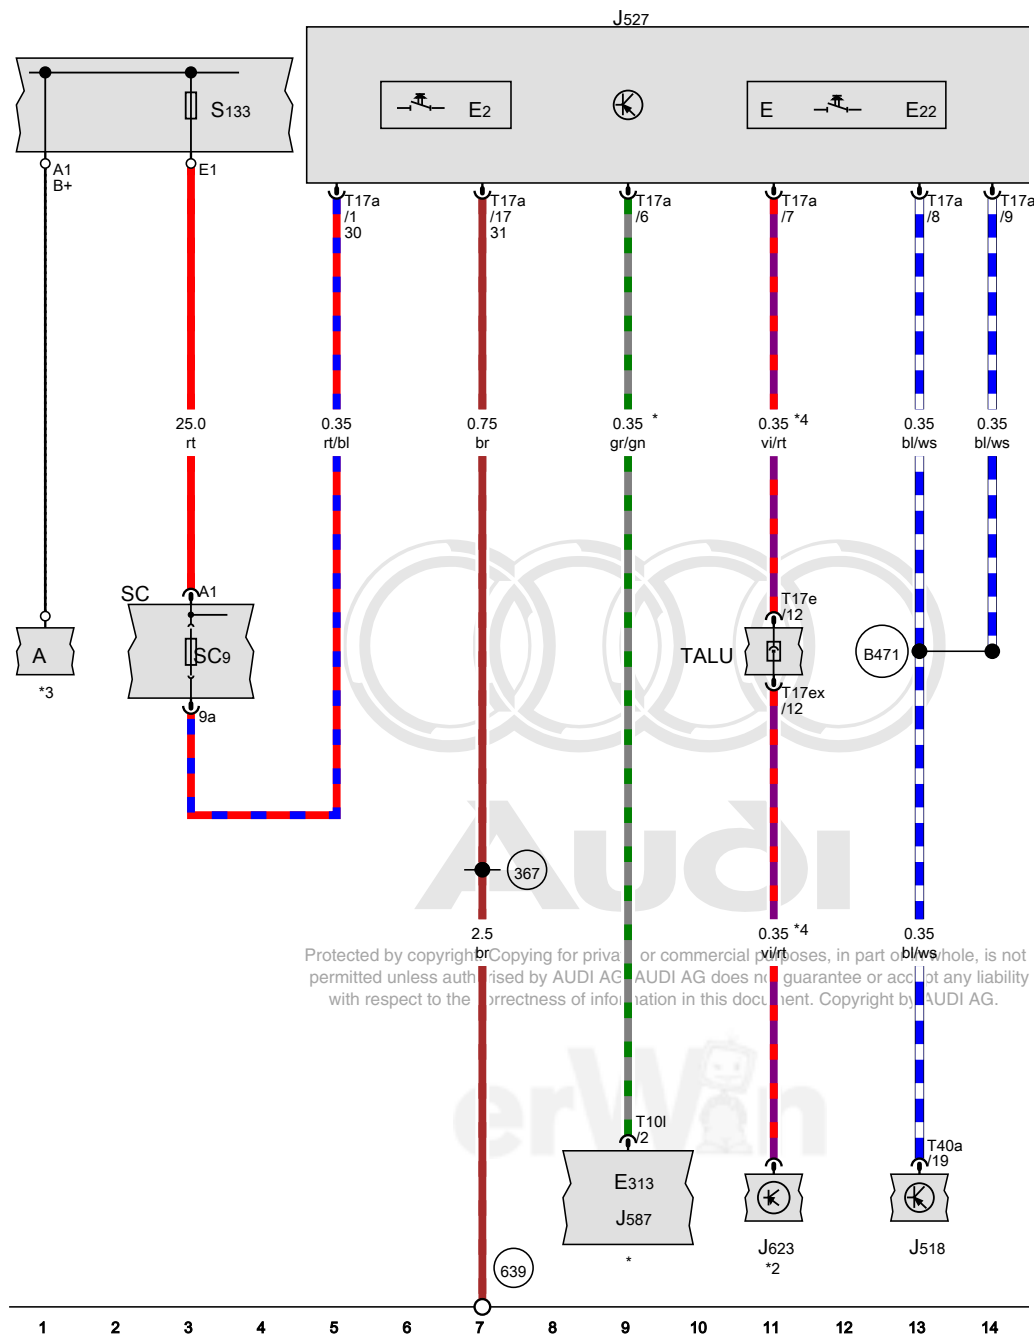 J527
S133
E2
E
E22
A1
B+
E1
T17a
/1
30
T17a
/17
31
T17a
/6
T17a
/7
T17a
/8
T17a
/9
25.0
rt
0.35
rt/bl
0.75
br
0.35 *
gr/gn
0.35 *4
vi/rt
0.35
bl/ws
0.35
bl/ws
SC
A1
T17e
/12
A
*3
SC9
TALU
B471
9a
T17ex
/12
Audi
367
2.5
br
0.35 *4
vi/rt
0.35
bl/ws
Protected by copyright. Copying for private or commercial purposes, in part or in whole, is not
permitted unless authorised by AUDI AG. AUDI AG does not guarantee or accept any liability
with respect to the correctness of information in this document. Copyright by AUDI AG.
erWin
T10l
/2
T40a
/19
E313
J587
*
J623
*2
J518
639
1 2 3 4 5 6 7 8 9 10 11 12 13 14